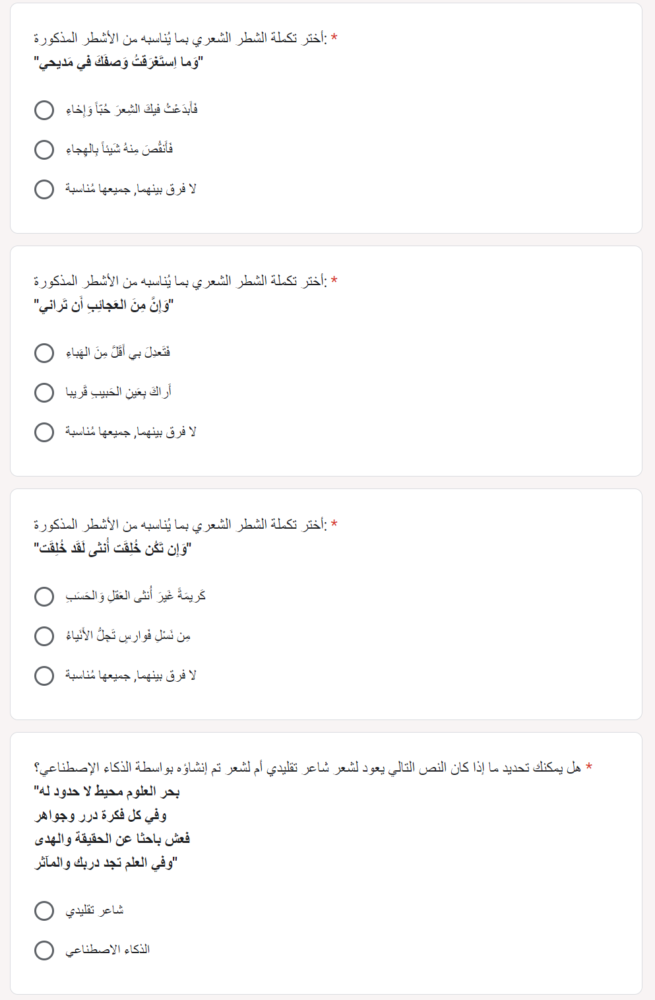 أختر تكملة الشطر الشعري بما يُناسبه من الأشطر المذكورة: *
"وَما اِستَغرَقتُ وَصفَكَ في مَديحي"
فَأَبدَعْتُ فيكَ الشِعرَ حُبّاً وَإِخاءِ
فَأَنقُصَ مِنهُ شَيئاً بِالهِجاءِ
لا فرق بينهما, جميعها مُناسبة
أختر تكملة الشطر الشعري بما يُناسبه من الأشطر المذكورة: *
"وَإِنَّ مِنَ العَجائِبِ أَن تَراني"
فَتَعدِلَ بي أَقَلَّ مِنَ الهَباءِ
أَراكَ بِعَينِ الحَبيبِ قَريبا
لا فرق بينهما, جميعها مُناسبة
أختر تكملة الشطر الشعري بما يُناسبه من الأشطر المذكورة: *
"وَإِن تَكُن خُلِقَت أُنثى لَقَد خُلِقَت"
كَريمَةً غَيرَ أُنثى العَقلِ وَالحَسَبِ
مِن نَسْلِ فَوارِسٍ تَجِلُّ الأَنَياءُ
لا فرق بينهما, جميعها مُناسبة
هل يمكنك تحديد ما إذا كان النص التالي يعود لشعر شاعر تقليدي أم لشعر تم إنشاؤه بواسطة الذكاء الإصطناعي؟ *
"بحر العلوم محيط لا حدود له
وفي كل فكرة درر وجواهر
فعش باحثا عن الحقيقة والهدى
وفي العلم تجد دربك والمآثر"
شاعر تقليدي
الذكاء الاصطناعي